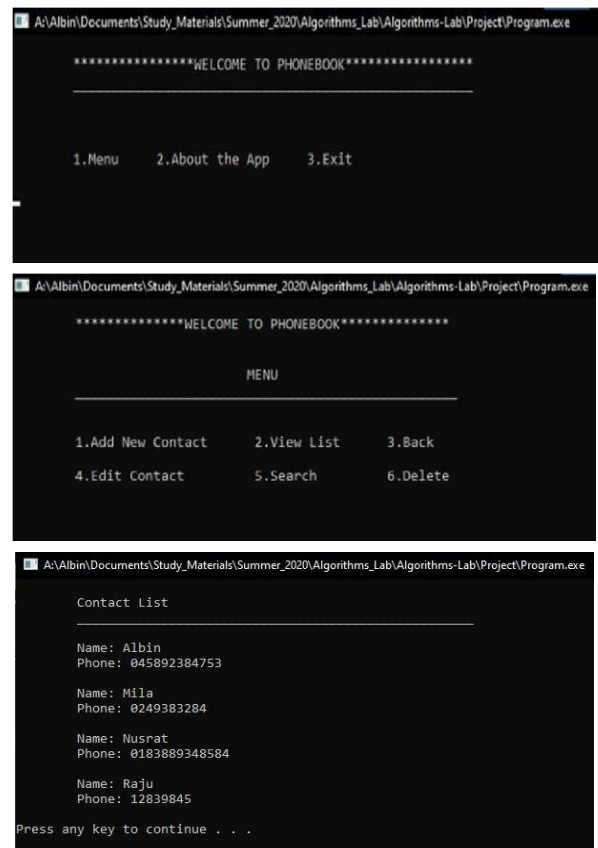 A:\Albin\Documents\Study_Materials\Summer_2020\Algorithms_Lab\Algorithms-Lab\Project\Program.exe
*****************WELCOME TO PHONEBOOK******************
1.Menu 2.About the App 3.Exit
A:\Albin\Documents\Study_Materials\Summer_2020\Algorithms_Lab\Algorithms-Lab\Project\Program.exe
**************WELCOME TO PHONEBOOK**************
MENU
1.Add New Contact 2.View List 3.Back
4.Edit Contact 5.Search 6.Delete
A:\Albin\Documents\Study_Materials\Summer_2020\Algorithms_Lab\Algorithms-Lab\Project\Program.exe
Contact List
Name: Albin
Phone: 045892384753
Name: Mila
Phone: 0249383284
Name: Nusrat
Phone: 0183889348584
Name: Raju
Phone: 12839845
Press any key to continue . . .